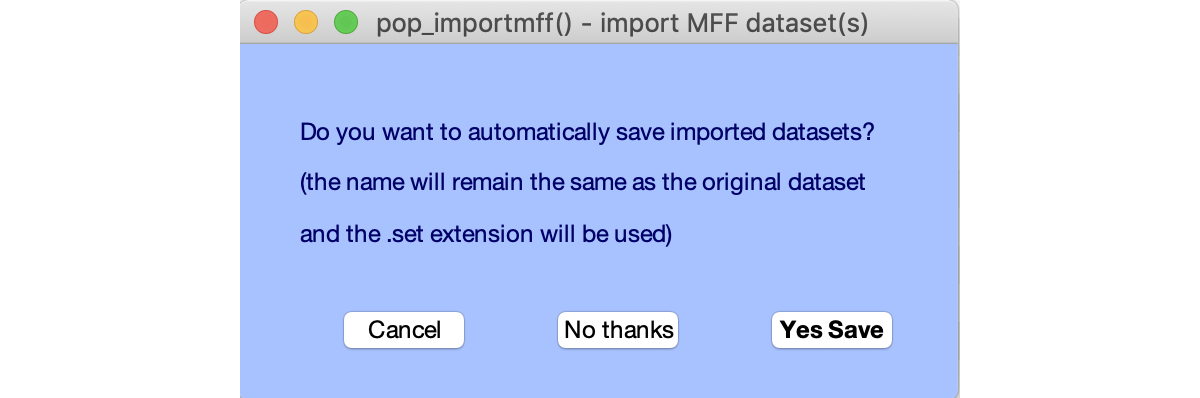 pop_importmff() - import MFF dataset(s)
Do you want to automatically save imported datasets?
(the name will remain the same as the original dataset
and the .set extension will be used)
Cancel
No thanks
Yes Save